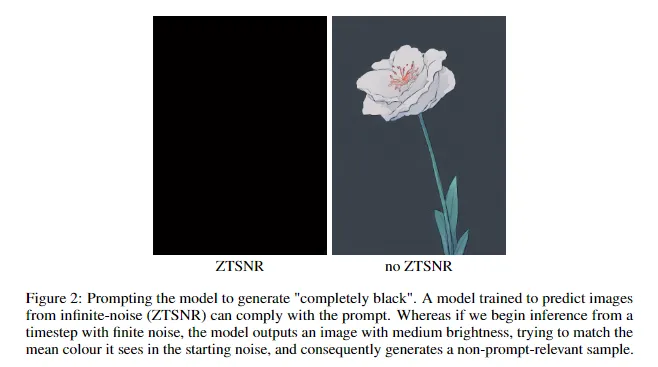 ZTSNR
no ZTSNR
Figure 2: Prompting the model to generate "completely black". A model trained to predict images
from infinite-noise (ZTSNR) can comply with the prompt. Whereas if we begin inference from a
timestep with finite noise, the model outputs an image with medium brightness, trying to match the
mean colour it sees in the starting noise, and consequently generates a non-prompt-relevant sample.